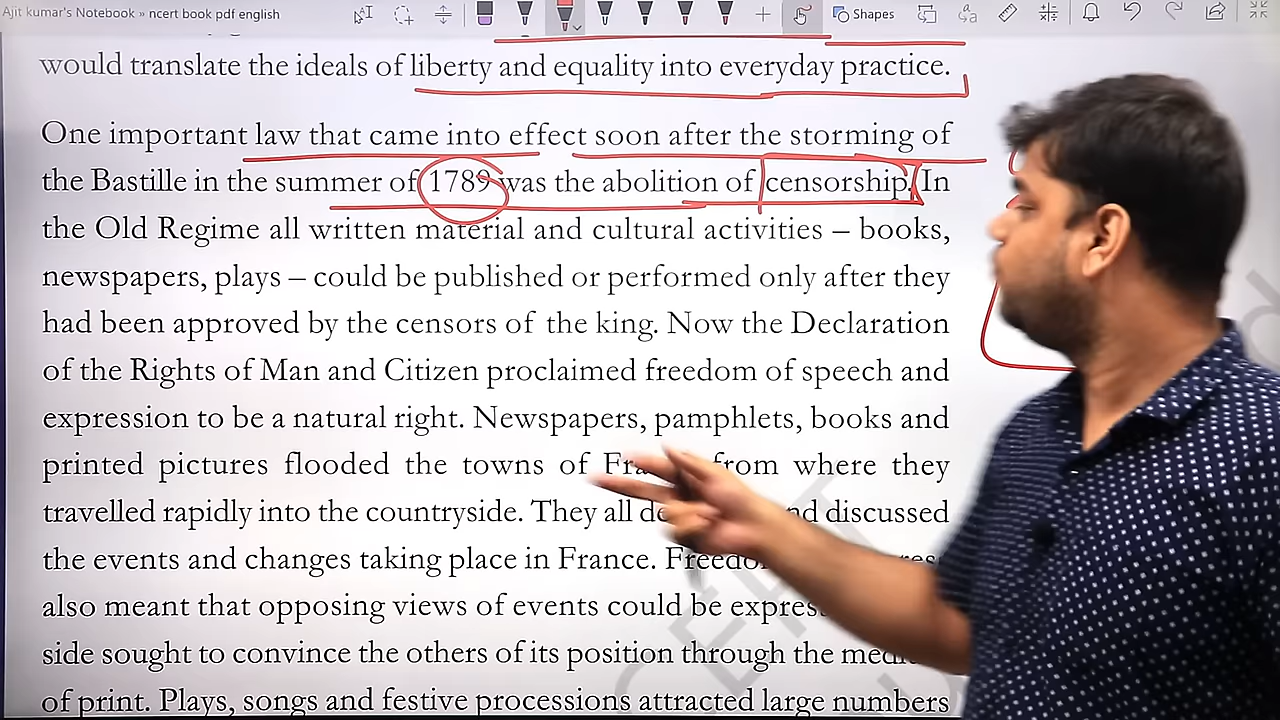 Ajit kumar's Notebook » ncert book pdf english
Shapes
would translate the ideals of liberty and equality into everyday practice.
One important law that came into effect soon after the storming of
the Bastille in the summer of 1789 was the abolition of censorship. In
the Old Regime all written material and cultural activities – books,
newspapers, plays – could be published or performed only after they
had been approved by the censors of the king. Now the Declaration
of the Rights of Man and Citizen proclaimed freedom of speech and
expression to be a natural right. Newspapers, pamphlets, books and
printed pictures flooded the towns of from where they
travelled rapidly into the countryside. They all discussed
the events and changes taking place in France.
also meant that opposing views of events could be
side sought to convince the others of its position through the
of print. Plays, songs and festive processions attracted large numbers